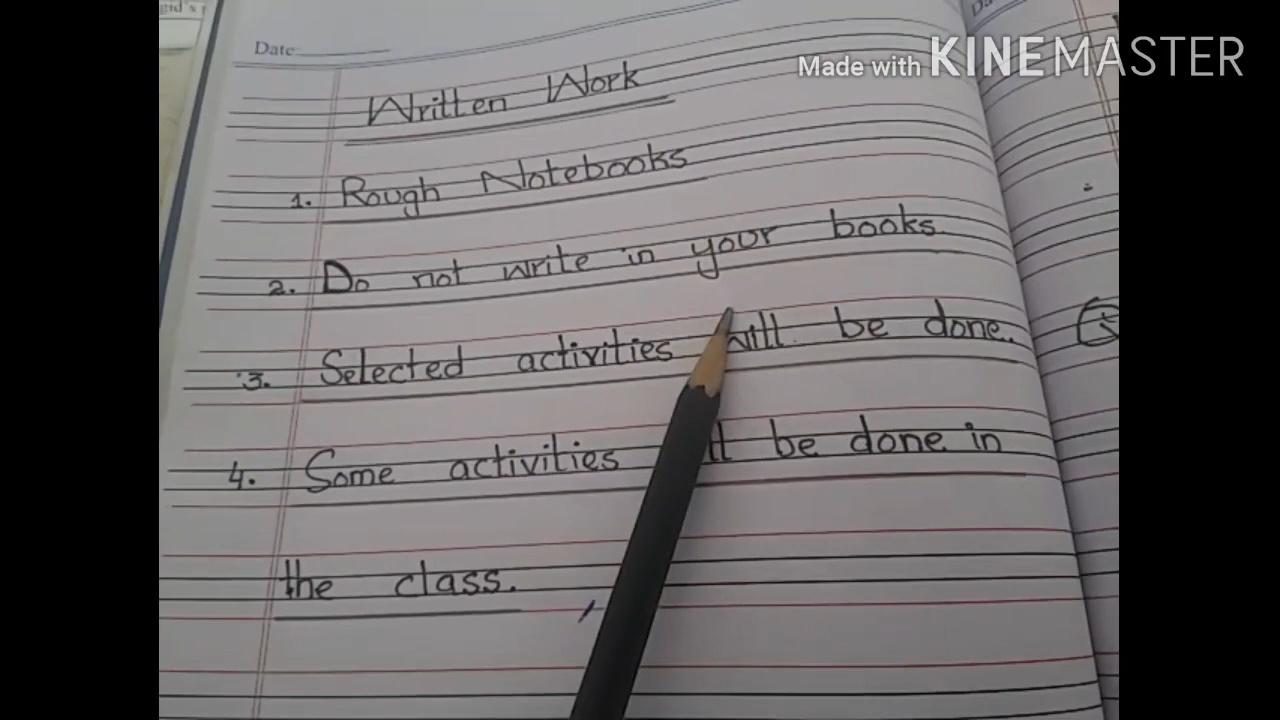 Made with KINEMASTER
Date
Written Work
1. Rough Notebooks
2. Do not write in your books
3. Selected activities will be done.
4. Some activities will be done in
the class.